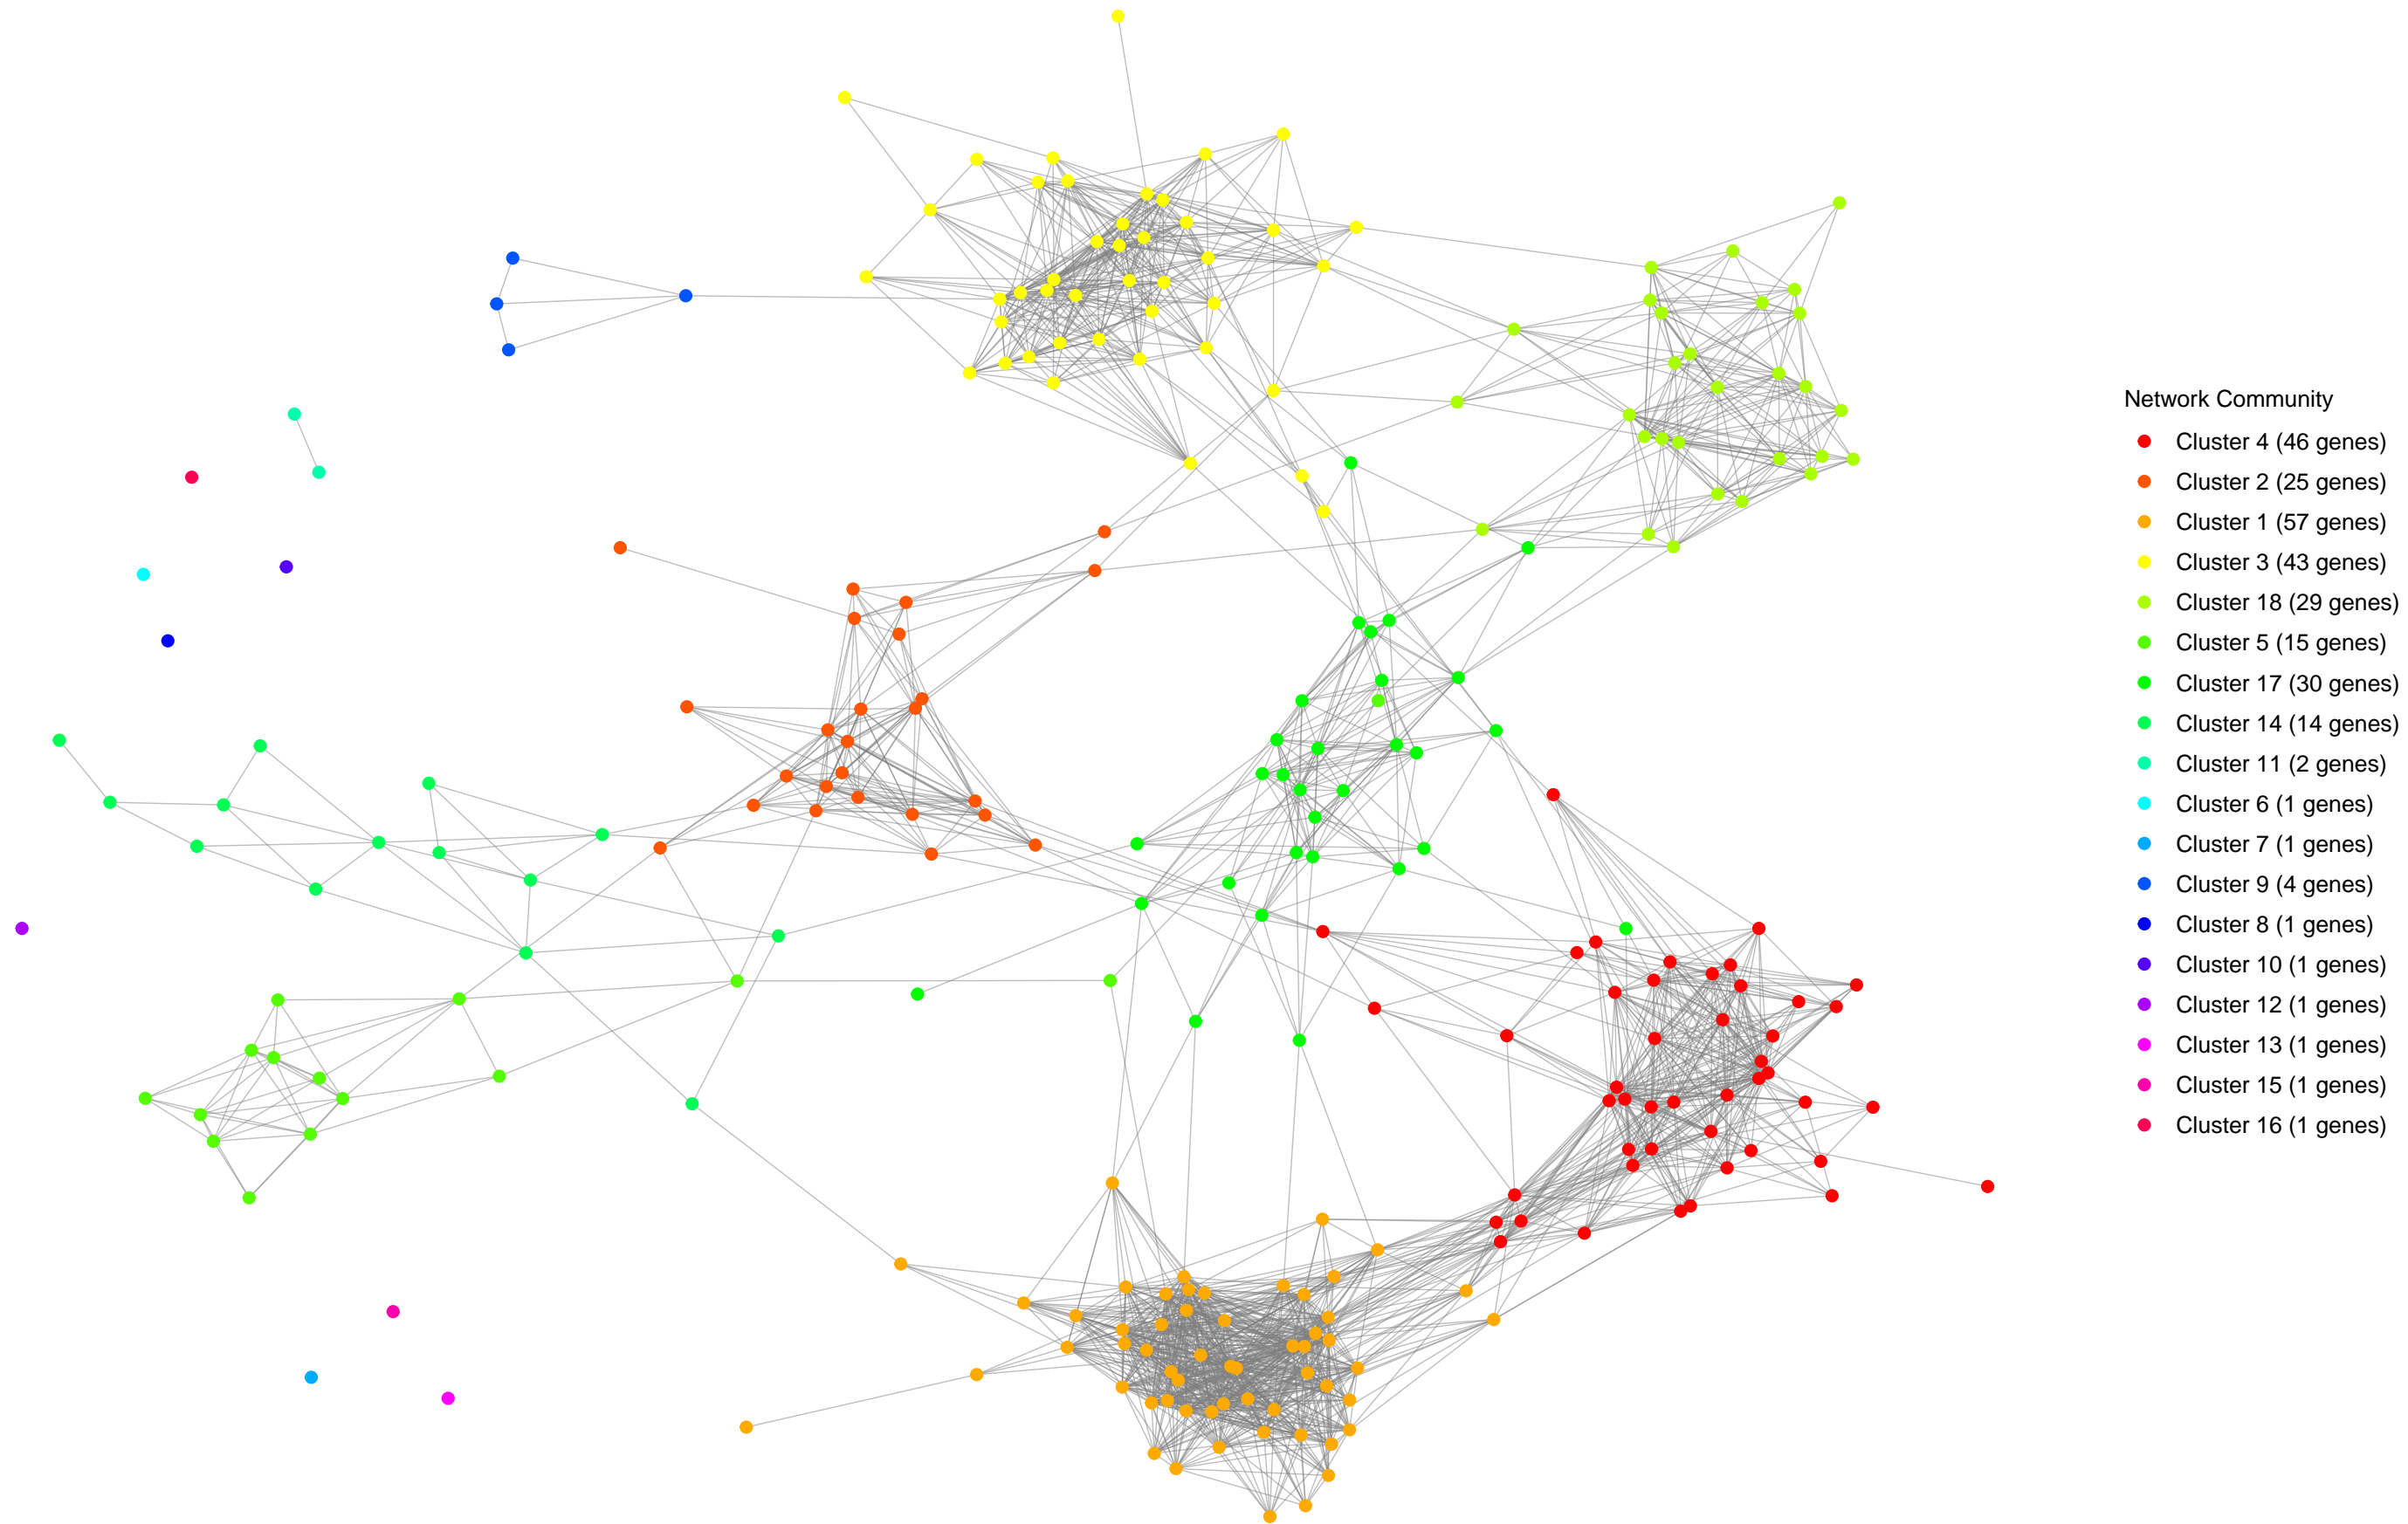 Network Community
Cluster 4 (46 genes)
Cluster 2 (25 genes)
Cluster 1 (57 genes)
Cluster 3 (43 genes)
Cluster 18 (29 genes)
Cluster 5 (15 genes)
Cluster 17 (30 genes)
Cluster 14 (14 genes)
Cluster 11 (2 genes)
Cluster 6 (1 genes)
Cluster 7 (1 genes)
Cluster 9 (4 genes)
Cluster 8 (1 genes)
Cluster 10 (1 genes)
Cluster 12 (1 genes)
Cluster 13 (1 genes)
Cluster 15 (1 genes)
Cluster 16 (1 genes)